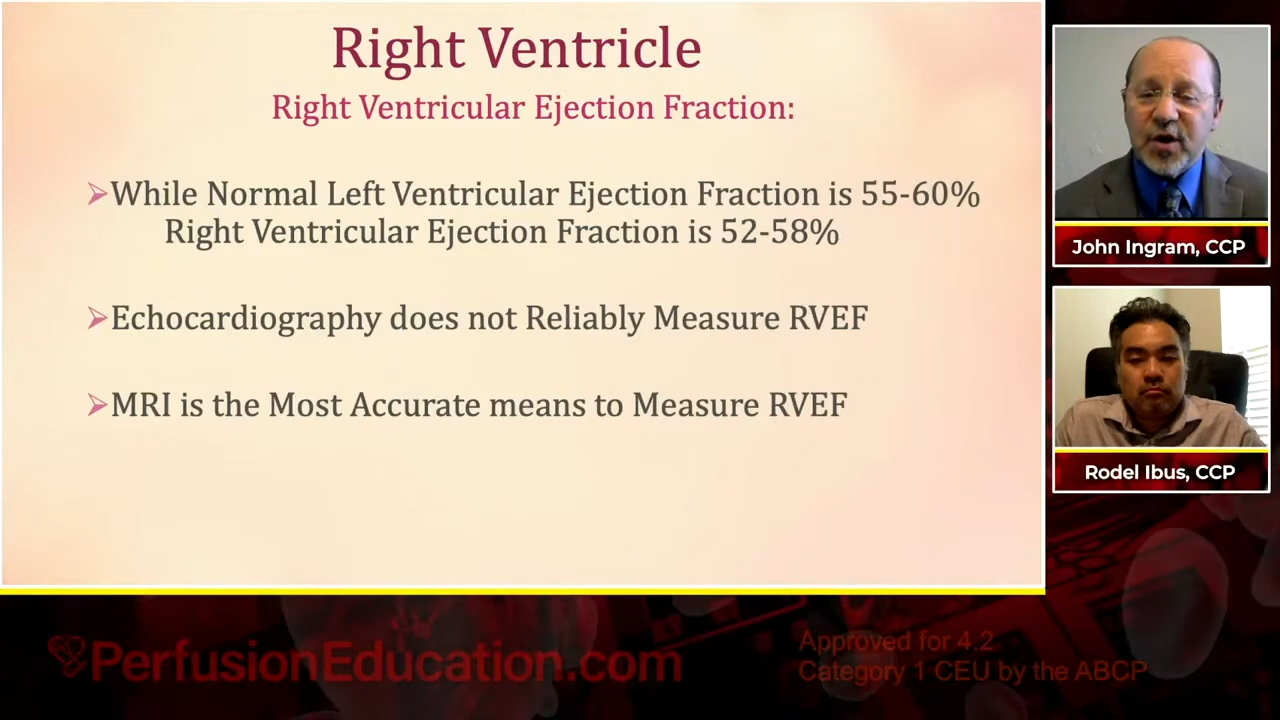 Right Ventricle
Right Ventricular Ejection Fraction:
➢While Normal Left Ventricular Ejection Fraction is 55-60%
Right Ventricular Ejection Fraction is 52-58%
➢Echocardiography does not Reliably Measure RVEF
➢MRI is the Most Accurate means to Measure RVEF
John Ingram, CCP
Rodel Ibus, CCP
PerfusionEducation.com
Approved for 4.2
Category 1 CEU by the ABCP